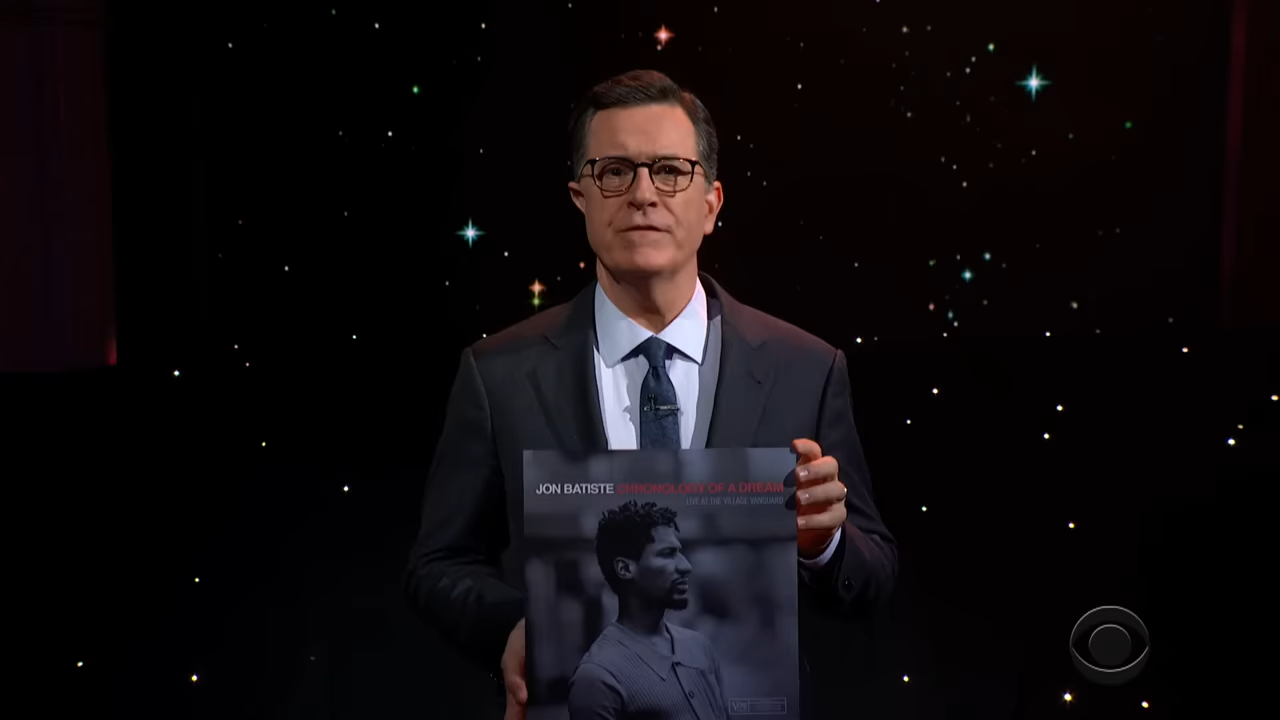 JON BATISTE CHRONOLOGY OF A DREAM
LIVE AT THE VILLAGE VANGUARD